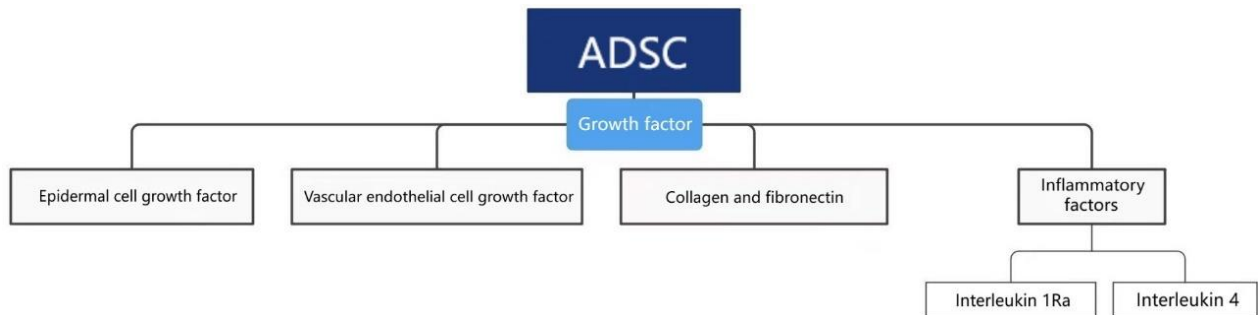 ADSC
Growth factor
Epidermal cell growth factor
Vascular endothelial cell growth factor
Collagen and fibronectin
Inflammatory
factors
Interleukin 1Ra
Interleukin 4